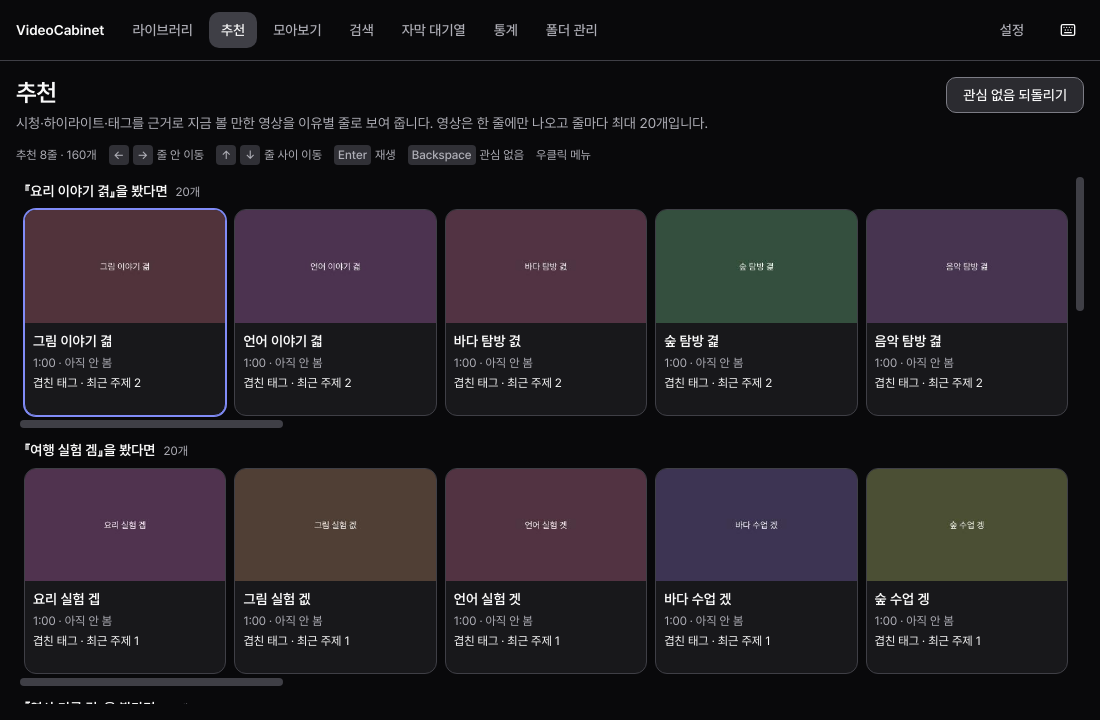 VideoCabinet 라이브러리 추천 모아보기 검색 자막 대기열 통계 폴더 관리 설정
추천
관심 없음 되돌리기
시청·하이라이트·태그를 근거로 지금 볼 만한 영상을 이유별 줄로 보여 줍니다. 영상은 한 줄에만 나오고 줄마다 최대 20개입니다.
추천 8줄 · 160개 ← → 줄 안 이동 ↑ ↓ 줄 사이 이동 Enter 재생 Backspace 관심 없음 우클릭 메뉴
『요리 이야기 겱』을 봤다면 20개
그림 이야기 언어 이야기 바다 탐방 숲 탐방 음악 탐방
그림 이야기 언어 이야기 바다 탐방 숲 탐방 음악 탐방
1:00 · 아직 안 봄 1:00 · 아직 안 봄 1:00 · 아직 안 봄 1:00 · 아직 안 봄 1:00 · 아직 안 봄
겹친 태그 · 최근 주제 2 겹친 태그 · 최근 주제 2 겹친 태그 · 최근 주제 2 겹친 태그 · 최근 주제 2 겹친 태그 · 최근 주제 2
『여행 실험 겜』을 봤다면 20개
요리 실험 그림 실험 언어 실험 바다 수업 숲 수업
요리 실험 겝 그림 실험 언어 실험 겟 바다 수업 겠 숲 수업 겡
1:00 · 아직 안 봄 1:00 · 아직 안 봄 1:00 · 아직 안 봄 1:00 · 아직 안 봄 1:00 · 아직 안 봄
겹친 태그 · 최근 주제 1 겹친 태그 · 최근 주제 1 겹친 태그 · 최근 주제 1 겹친 태그 · 최근 주제 1 겹친 태그 · 최근 주제 1